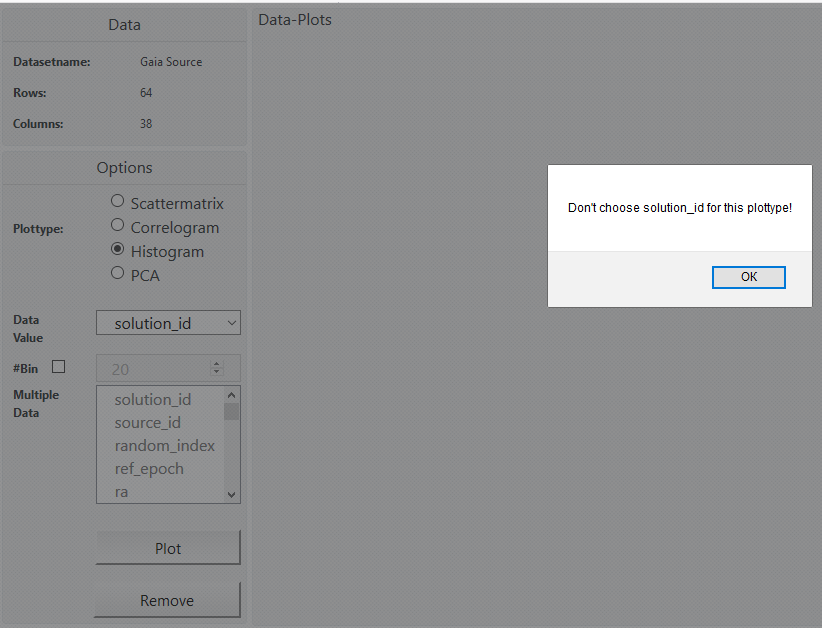 Data
Datasetname: Gaia Source
Rows: 64
Columns: 38
Options
Plottype:
Scattermatrix
Correlogram
Histogram
PCA
Data
Value
solution_id
#Bin
20
Multiple
Data
solution_id
source_id
random_index
ref_epoch
ra
Plot
Remove
Data-Plots
Don't choose solution_id for this plottype!
OK